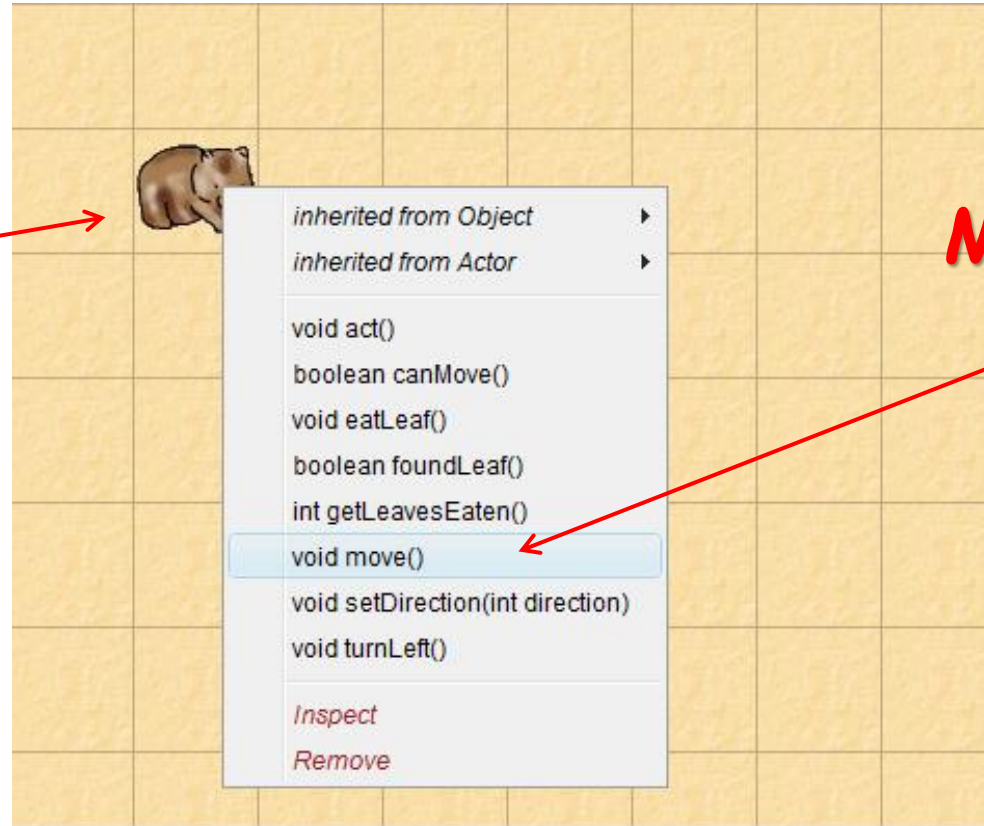 inherited from Object
inherited from Actor
void act()
boolean canMove()
void eatLeaf()
boolean foundLeaf()
int getLeavesEaten()
void move()
void setDirection(int direction)
void turnLeft()
Inspect
Remove